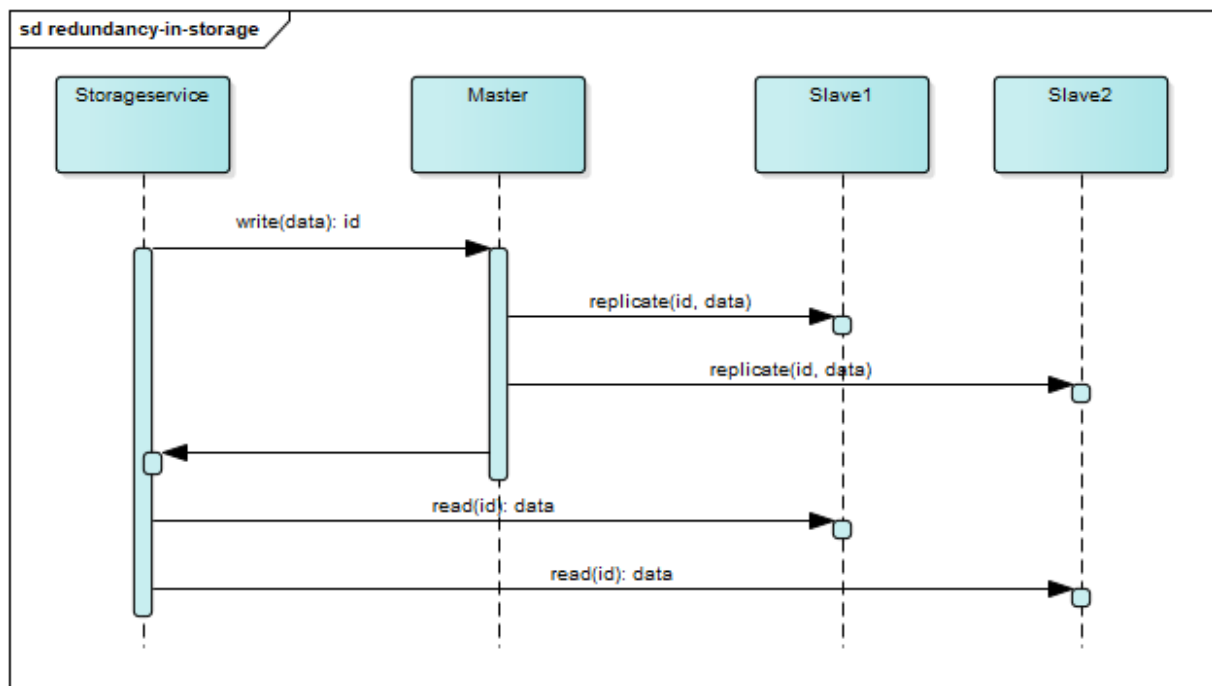 sd redundancy-in-storage
Storageservice
Master
Slave1
Slave2
write(data): id
replicate(id, data)
replicate(id, data)
read(id): data
read(id): data